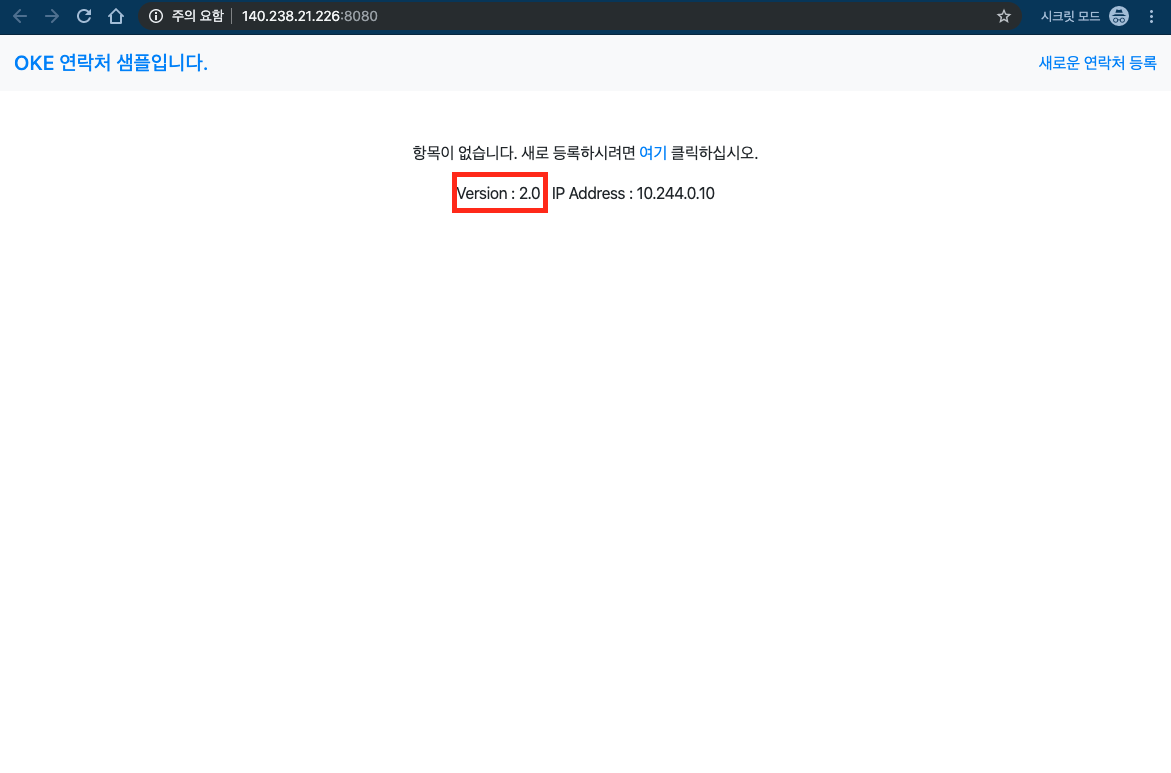 주의 요함 140.238.21.226:8080 시크릿 모드
OKE 연락처 샘플입니다. 새로운 연락처 등록
항목이 없습니다. 새로 등록하시려면 여기 클릭하십시오.
Version : 2.0 IP Address : 10.244.0.10